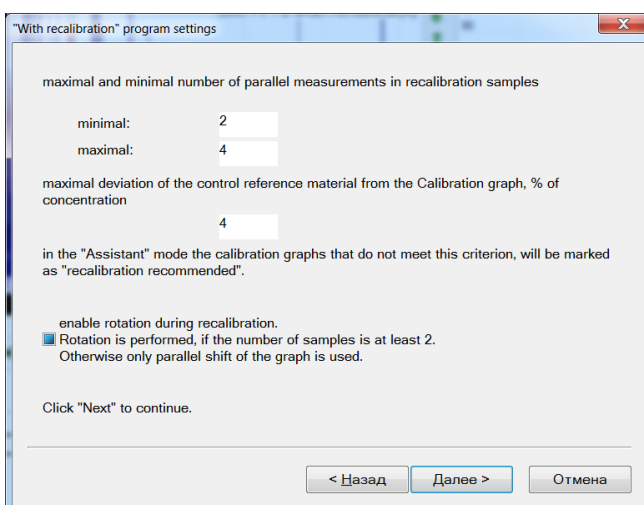 "With recalibration" program settings
maximal and minimal number of parallel measurements in recalibration samples
minimal:
2
maximal:
4
maximal deviation of the control reference material from the Calibration graph, % of
concentration
4
in the "Assistant" mode the calibration graphs that do not meet this criterion, will be marked
as "recalibration recommended".
enable rotation during recalibration.
Rotation is performed, if the number of samples is at least 2.
Otherwise only parallel shift of the graph is used.
Click "Next" to continue.
< Назад
Далее >
Отмена